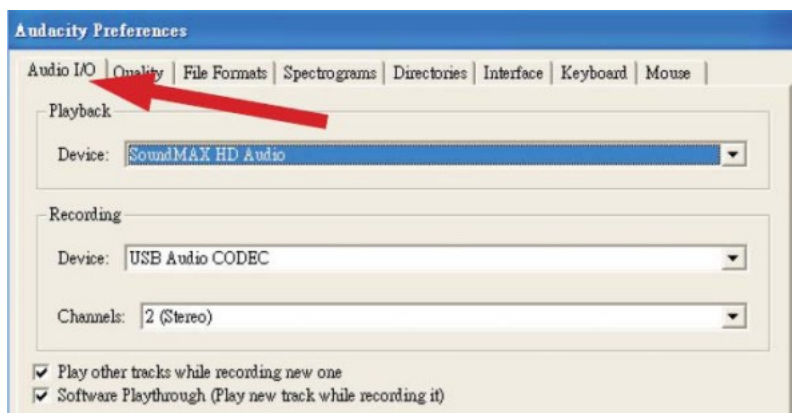 Audacity Preferences
Audio I/O Quality File Formats Spectrograms Directories Interface Keyboard Mouse
Playback
Device: SoundMAX HD Audio
Recording
Device: USB Audio CODEC
Channels: 2 (Stereo)
Play other tracks while recording new one
Software Playthrough (Play new track while recording it)